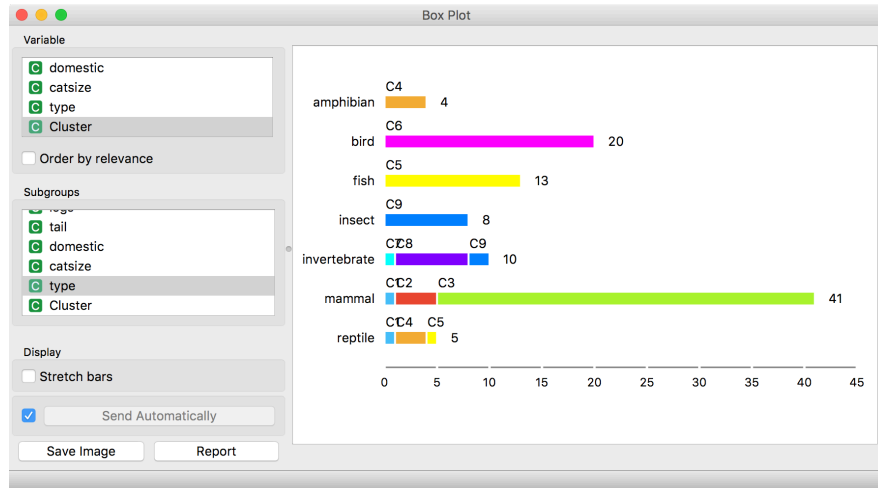 Box Plot
Variable
C domestic
C catsize
C type
C Cluster
Order by relevance
Subgroups
C tail
C domestic
C catsize
C type
C Cluster
Display
Stretch bars
Send Automatically
Save Image Report
C4
amphibian 4
C6
bird 20
C5
fish 13
C9
insect 8
C7 C8 C9
invertebrate 10
C1 C2 C3
mammal 41
C1 C4 C5
reptile 5
0 5 10 15 20 25 30 35 40 45